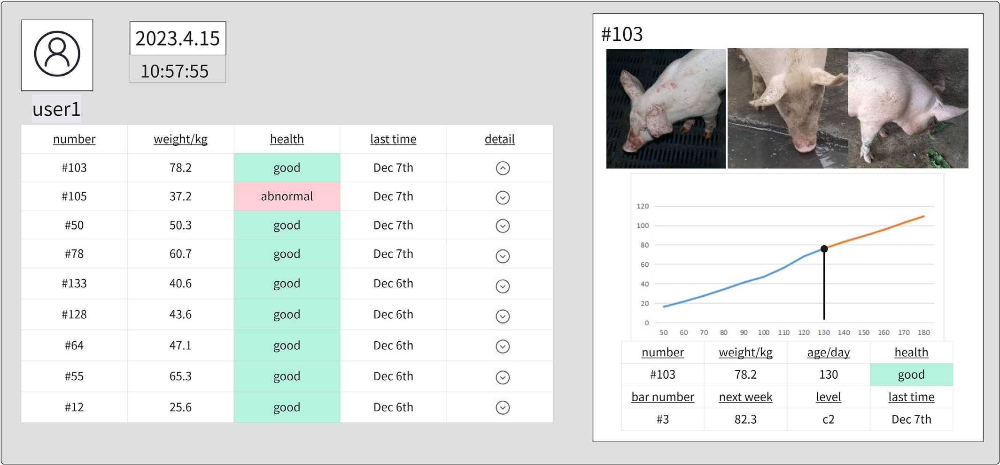 2023.4.15
10:57:55
user1
number weight/kg health last time detail
#103 78.2 good Dec 7th
#105 37.2 abnormal Dec 7th
#50 50.3 good Dec 7th
#78 60.7 good Dec 7th
#133 40.6 good Dec 6th
#128 43.6 good Dec 6th
#64 47.1 good Dec 6th
#55 65.3 good Dec 6th
#12 25.6 good Dec 6th
#103
120
100
80
60
40
20
0
50 60 70 80 90 100 110 120 130 140 150 160 170 180
number weight/kg age/day health
#103 78.2 130 good
bar number next week level last time
#3 82.3 c2 Dec 7th